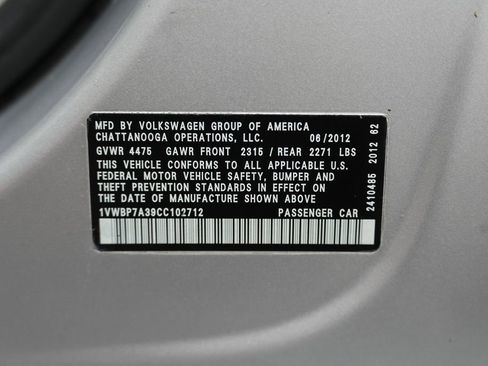 MFD BY VOLKSWAGEN GROUP OF AMERICA
CHATTANOOGA OPERATIONS, LLC. 06/2012
GVWR 4475 GAWR FRONT 2315 / REAR 2271 LBS
THIS VEHICLE CONFORMS TO ALL APPLICABLE U.S.
FEDERAL MOTOR VEHICLE SAFETY, BUMPER AND
THEFT PREVENTION STANDARDS IN EFFECT ON
THE DATE OF MANUFACTURE SHOWN ABOVE
1VWBP7A39CC102712 PASSENGER CAR
2410485 2012 62